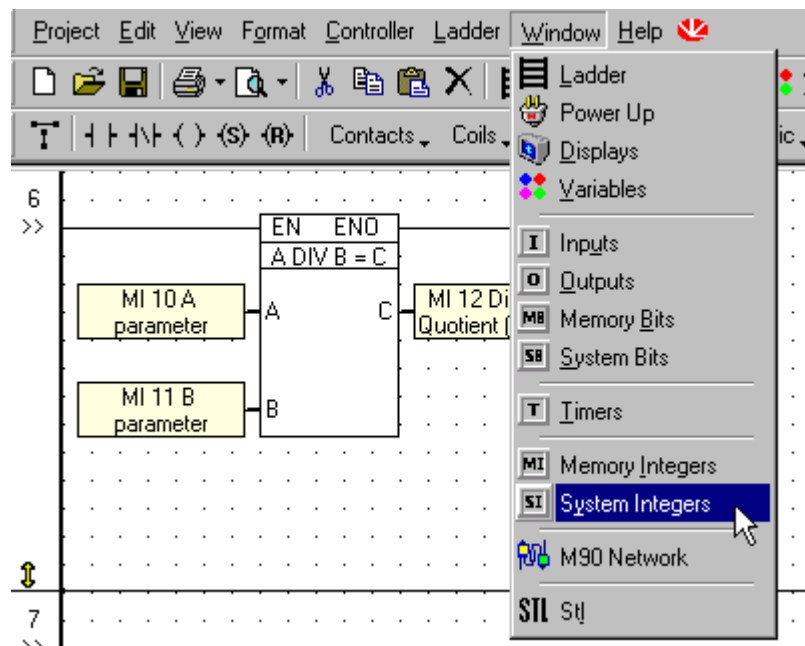 Project Edit View Format Controller Ladder Window Help
T (S) (R) Contacts Coils ic
Ladder
Power Up
Displays
Variables
I Inputs
O Outputs
MB Memory Bits
SB System Bits
T Timers
MI Memory Integers
SI System Integers
M90 Network
STL Stl
6
>>
EN ENO
A DIV B = C
MI 10 A
parameter
A C
MI 12 Di
Quotient (
MI 11 B
parameter
B
7
>>